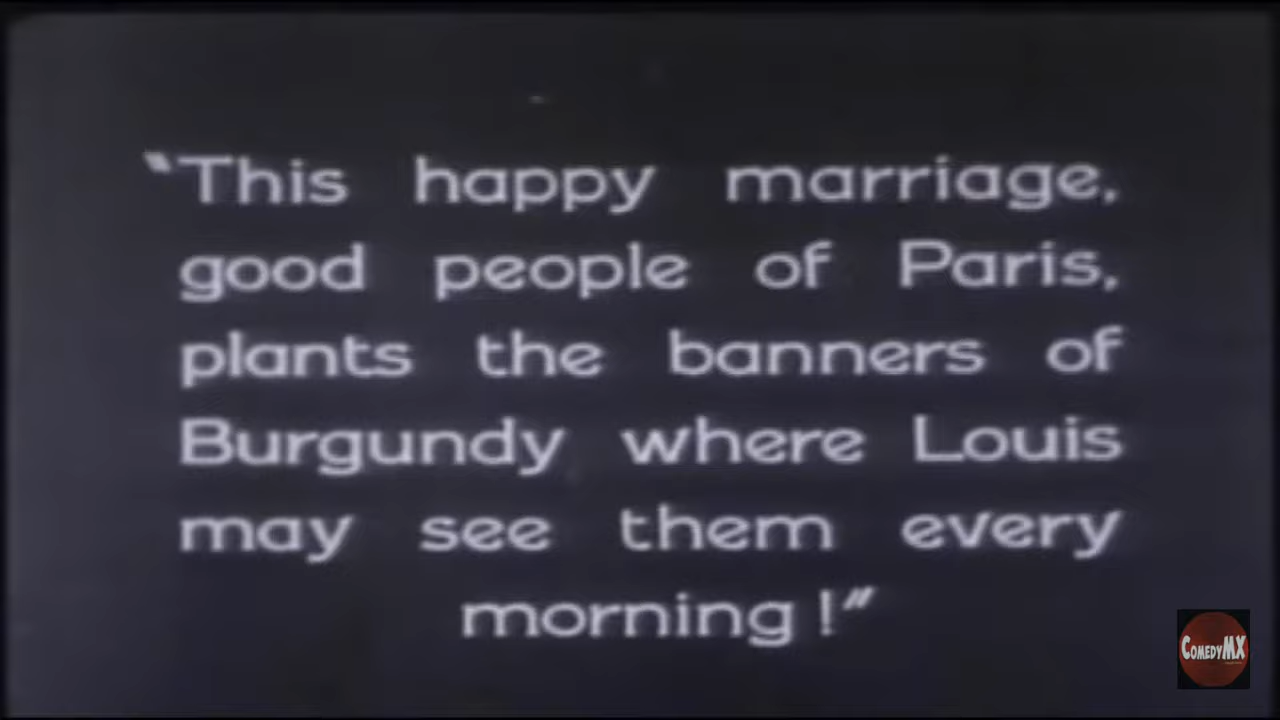 "This happy marriage,
good people of Paris,
plants the banners of
Burgundy where Louis
may see them every
morning!"
COMEDYMX